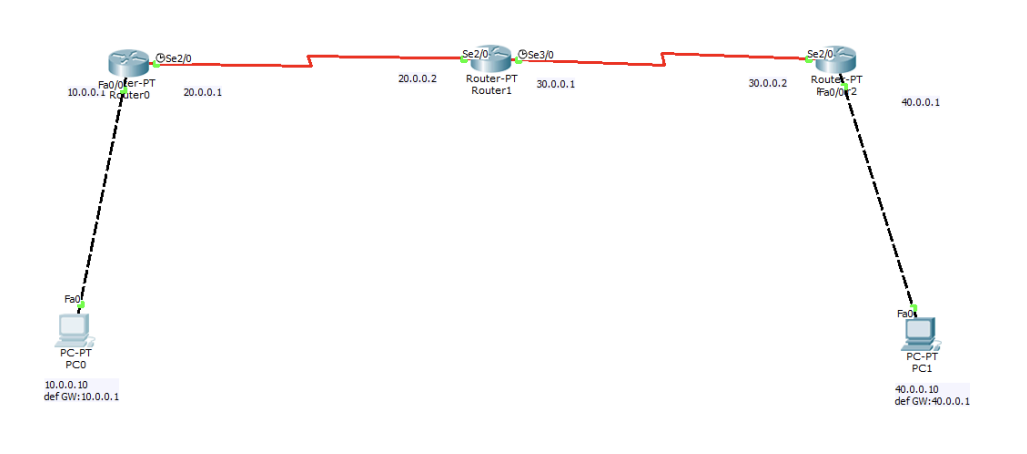 Se2/0
Fa0/0
Router-PT
Router0
10.0.0.1
20.0.0.1
Se2/0
Se3/0
Router-PT
Router1
20.0.0.2
30.0.0.1
Se2/0
Router-PT
Fa0/0
30.0.0.2
40.0.0.1
Fa0
PC-PT
PC0
10.0.0.10
def GW:10.0.0.1
Fa0
PC-PT
PC1
40.0.0.10
def GW:40.0.0.1